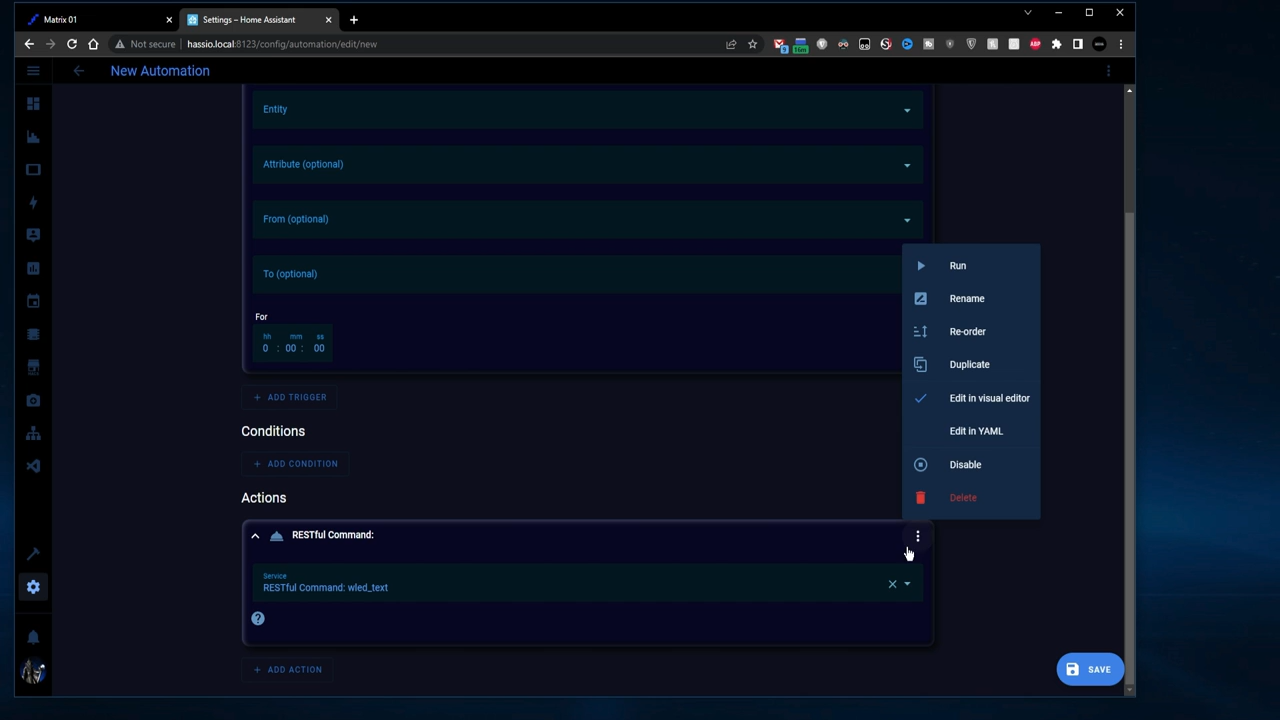 Matrix 01
Settings – Home Assistant
Not secure
hassio.local:8123/config/automation/edit/new
New Automation
Entity
Attribute (optional)
From (optional)
To (optional)
For
hh mm ss
0 : 00 : 00
ADD TRIGGER
Conditions
ADD CONDITION
Actions
RESTful Command:
Service
RESTful Command: wled_text
ADD ACTION
Run
Rename
Re-order
Duplicate
Edit in visual editor
Edit in YAML
Disable
Delete
SAVE